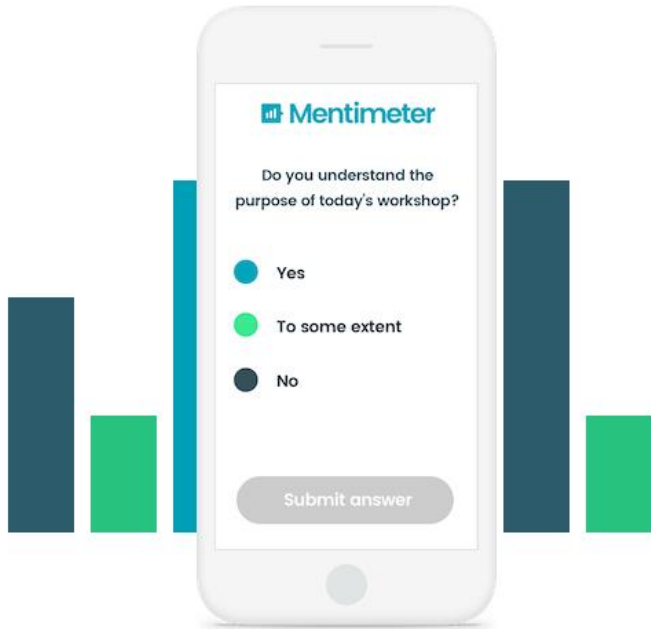 Mentimeter
Do you understand the
purpose of today's workshop?
Yes
To some extent
No
Submit answer